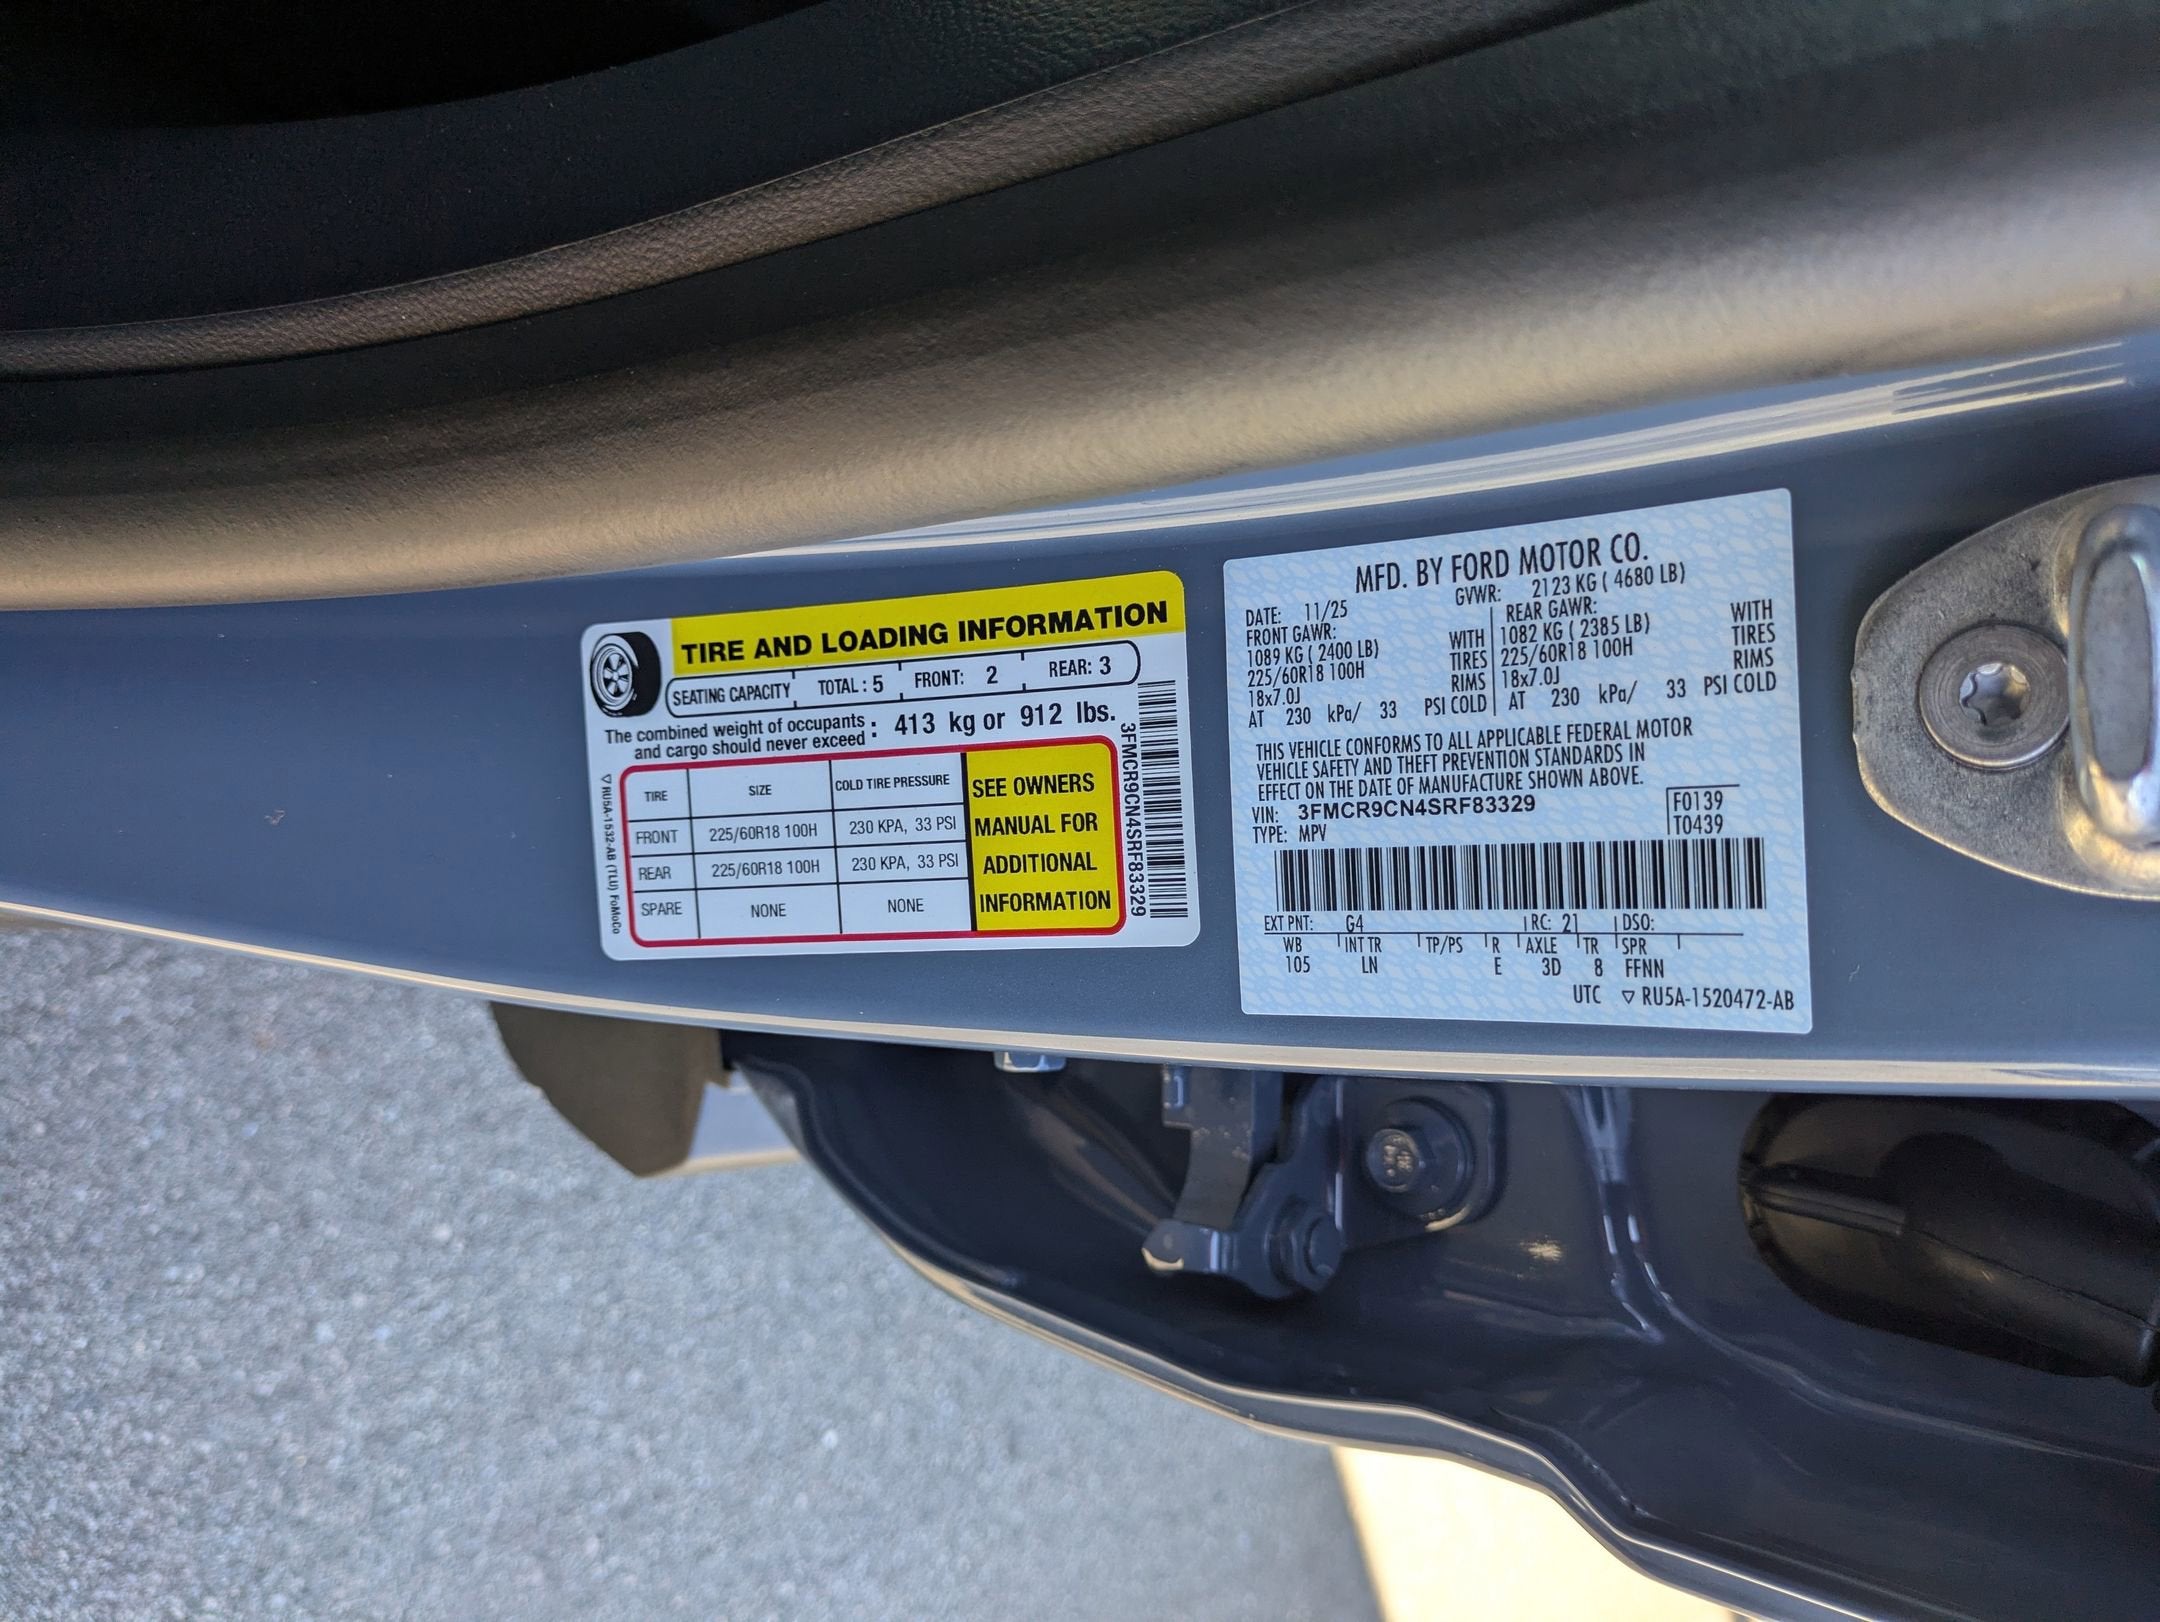 TIRE AND LOADING INFORMATION
SEATING CAPACITY TOTAL : 5 FRONT: 2 REAR: 3
The combined weight of occupants and cargo should never exceed : 413 kg or 912 lbs.
TIRE SIZE COLD TIRE PRESSURE
FRONT 225/60R18 100H 230 KPA, 33 PSI
REAR 225/60R18 100H 230 KPA, 33 PSI
SPARE NONE NONE
SEE OWNERS
MANUAL FOR
ADDITIONAL
INFORMATION
3FMCR9CN4SRF83329
▽ RU5A-1532-AB (TLU) FoMoCo
MFD. BY FORD MOTOR CO.
DATE: 11/25 GVWR: 2123 KG ( 4680 LB)
FRONT GAWR:
1089 KG ( 2400 LB) WITH
225/60R18 100H TIRES
18x7.0J RIMS
AT 230 kPa/ 33 PSI COLD
REAR GAWR: WITH
1082 KG ( 2385 LB) TIRES
225/60R18 100H RIMS
18x7.0J
AT 230 kPa/ 33 PSI COLD
THIS VEHICLE CONFORMS TO ALL APPLICABLE FEDERAL MOTOR
VEHICLE SAFETY AND THEFT PREVENTION STANDARDS IN
EFFECT ON THE DATE OF MANUFACTURE SHOWN ABOVE.
VIN: 3FMCR9CN4SRF83329 F0139
TYPE: MPV T0439
EXT PNT: G4 RC: 21 DSO:
WB INT TR TP/PS R AXLE TR SPR
105 LN E 3D 8 FFNN
UTC ▽ RU5A-1520472-AB